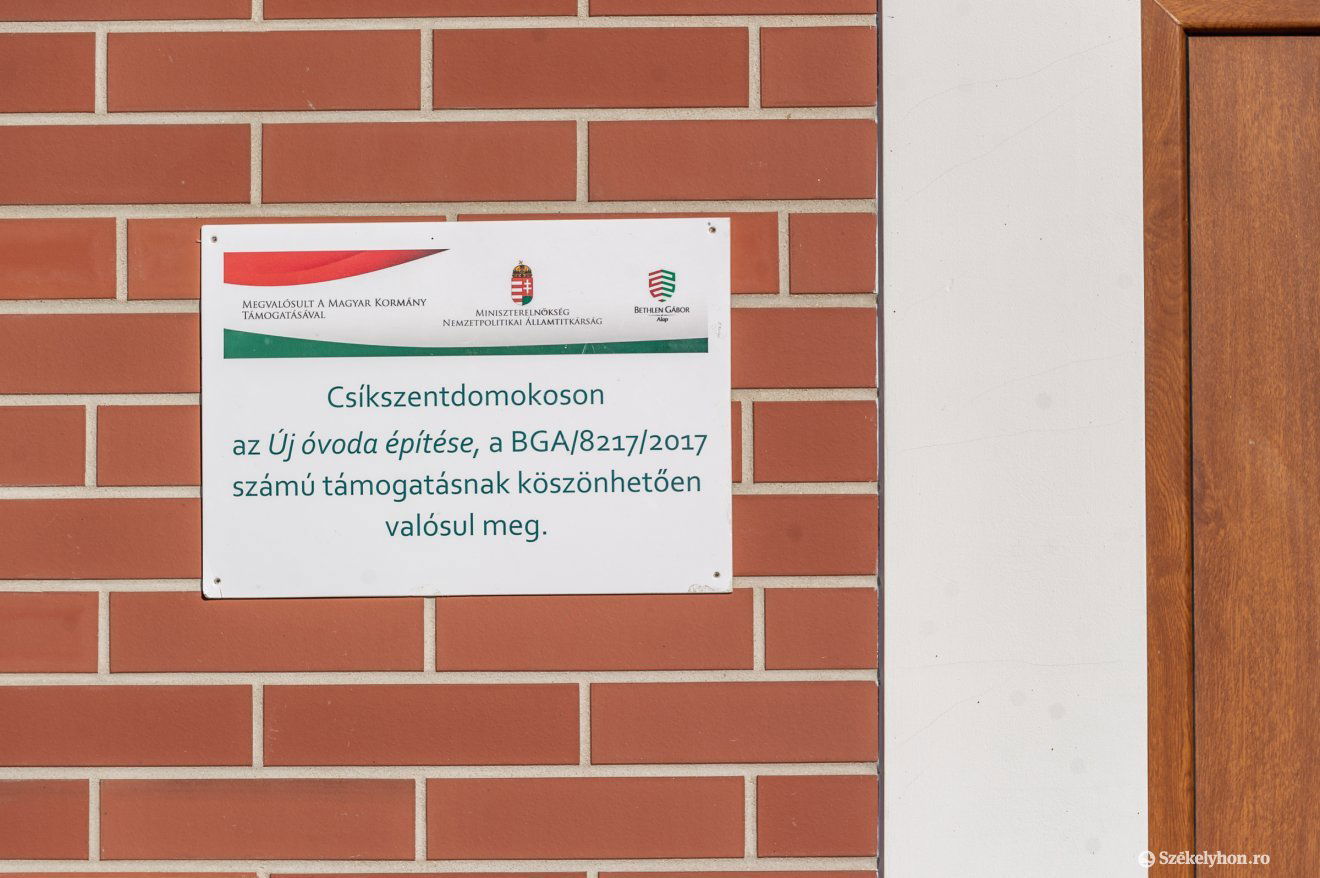 Megvalósult a Magyar Kormány
támogatásával
Miniszterelnökség
Nemzetpolitikai Államtitkárság
Bethlen Gábor
Alap
Csíkszentdomokoson
az Új óvoda építése, a BGA/8217/2017
számú támogatásnak köszönhetően
valósul meg.
Székelyhon.ro